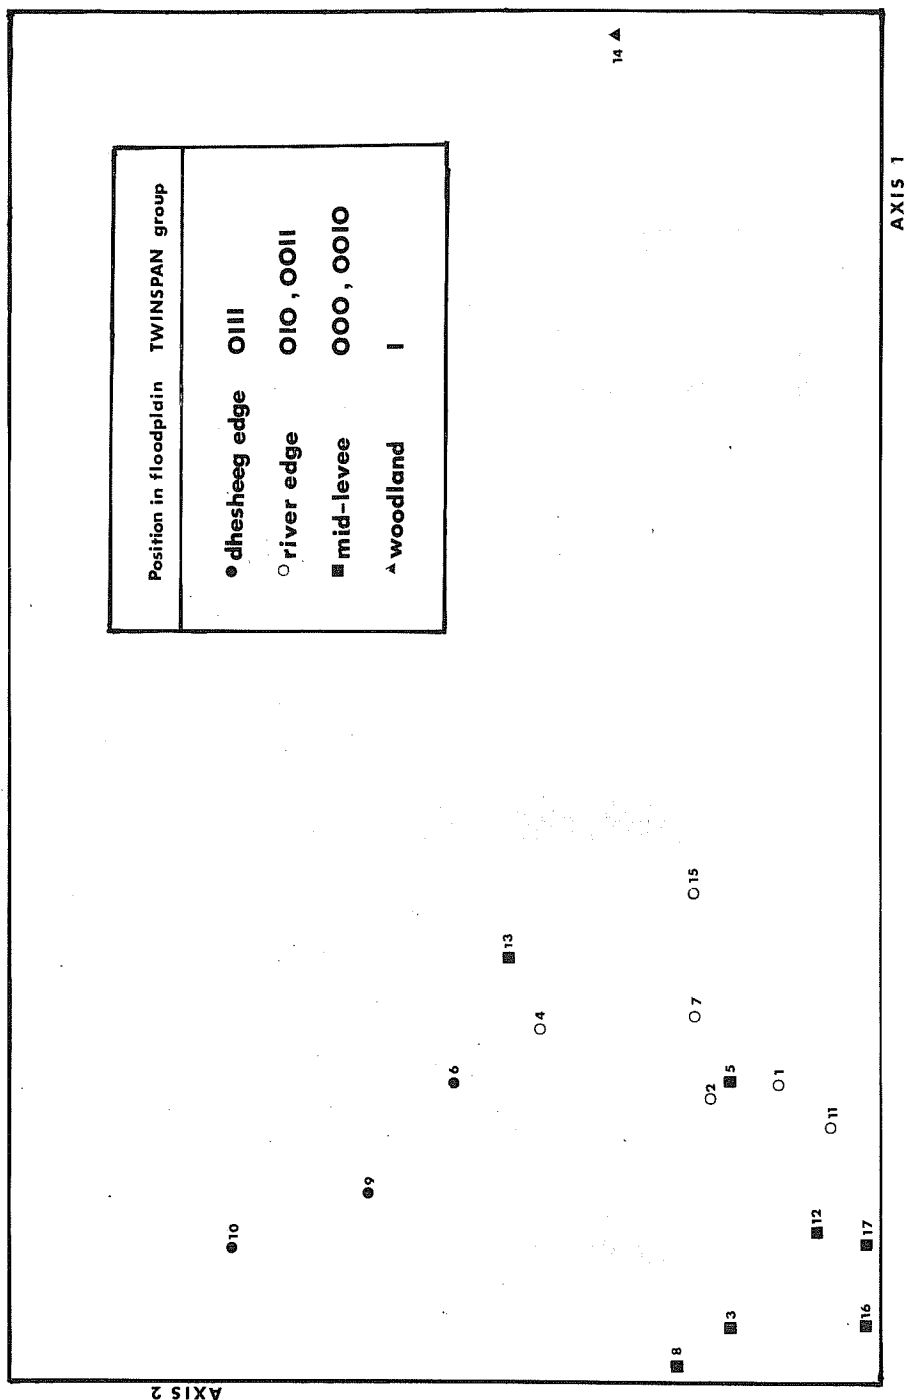 Position in floodpldin TWINSPAN group
dhesheeg edge 0111
river edge 010, 0011
mid-levee 000, 0010
woodland 1
14
10
9
6
13
4
15
7
2
5
1
11
12
17
8
3
16
AXIS 1
AXIS 2